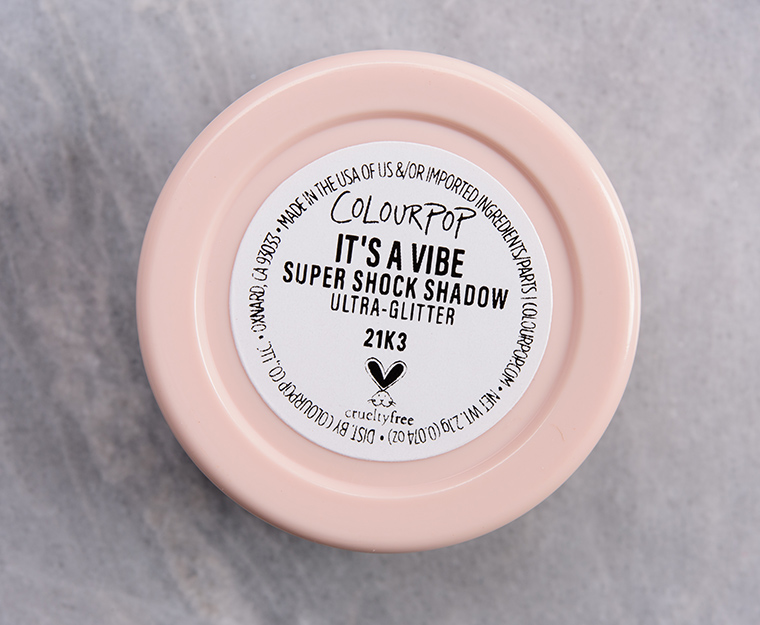 COLOURPOP
IT'S A VIBE
SUPER SHOCK SHADOW
ULTRA-GLITTER
21K3
crueltyfree
DIST. BY COLOURPOP CO., LLC. • OXNARD, CA 93033 • MADE IN THE USA OF US &/OR IMPORTED INGREDIENTS/PARTS | COLOURPOP.COM • NET WT. 2.1g (0.074 oz) •